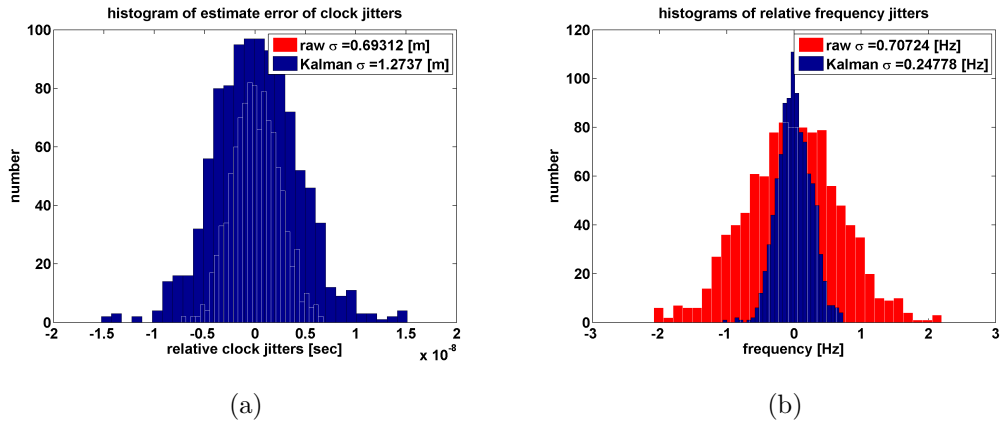 histogram of estimate error of clock jitters
raw σ =0.69312 [m]
Kalman σ =1.2737 [m]
number
100
80
60
40
20
0
-2
-1.5
-1
-0.5
0
0.5
1
1.5
2
x 10⁻⁸
relative clock jitters [sec]
(a)
histograms of relative frequency jitters
raw σ =0.70724 [Hz]
Kalman σ =0.24778 [Hz]
number
120
100
80
60
40
20
0
-3
-2
-1
0
1
2
3
frequency [Hz]
(b)